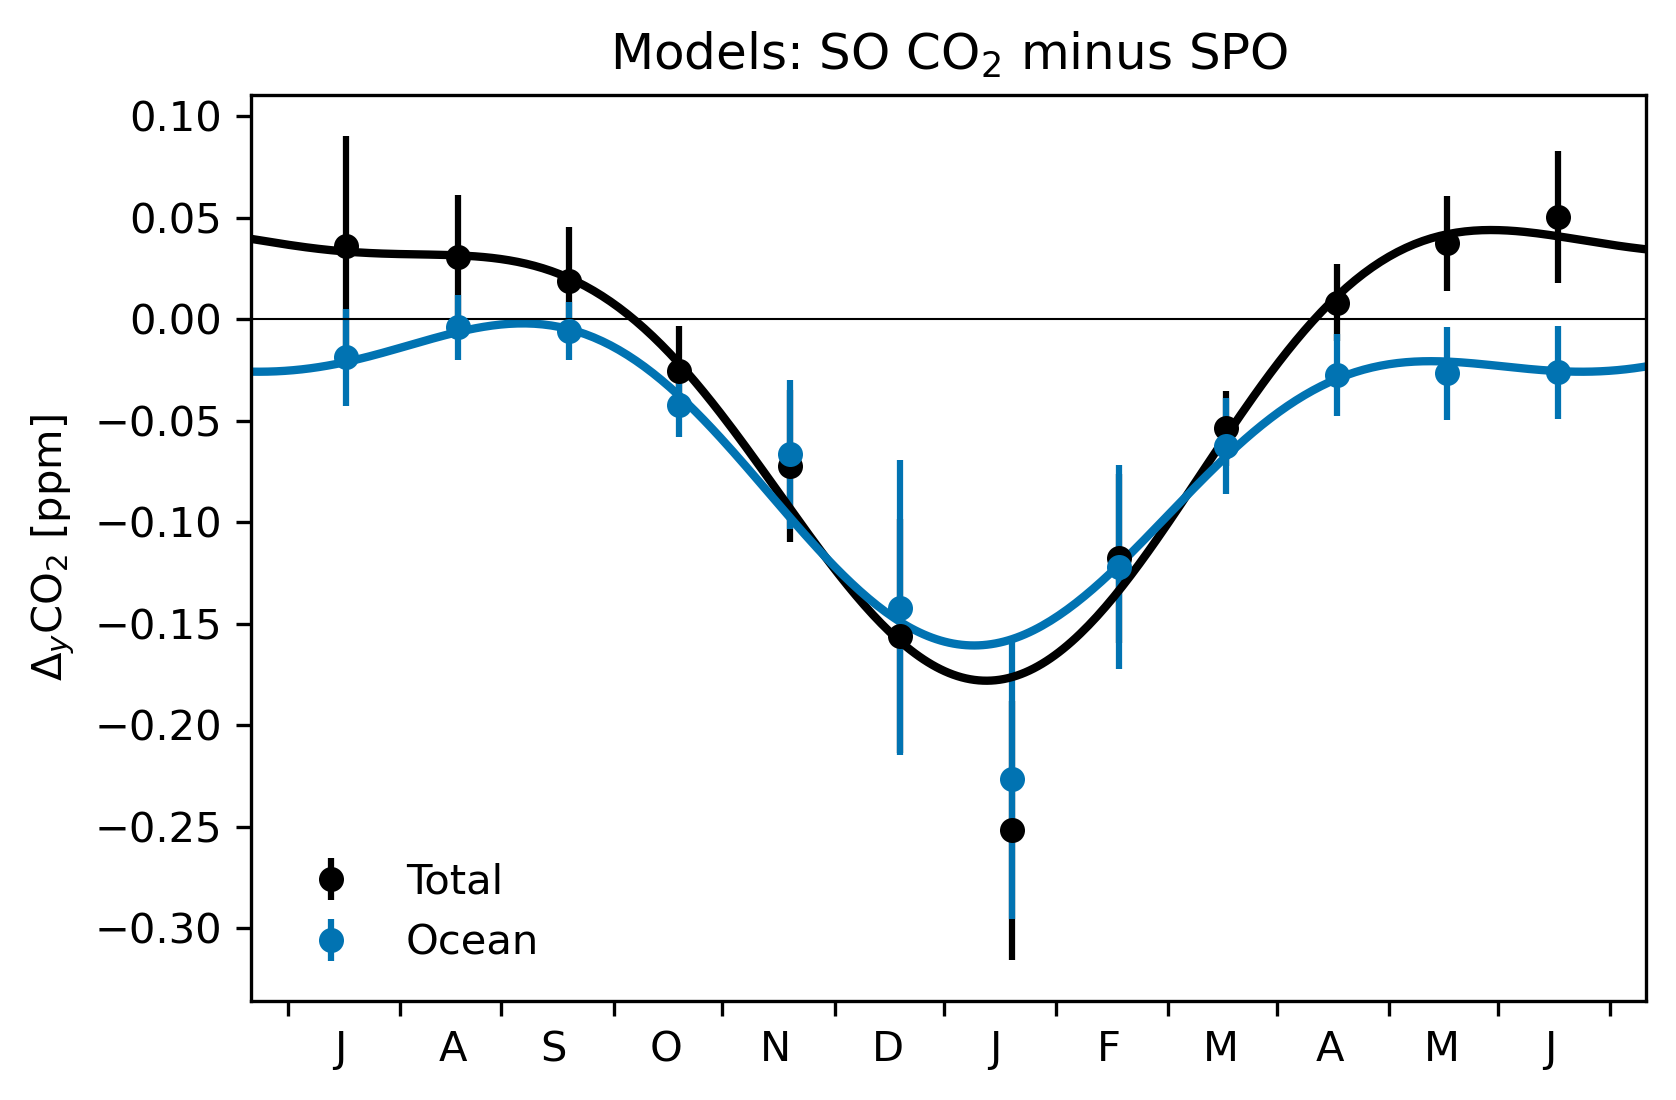 Models: SO CO₂ minus SPO
Δ_yCO₂ [ppm]
0.10
0.05
0.00
−0.05
−0.10
−0.15
−0.20
−0.25
−0.30
Total
Ocean
J A S O N D J F M A M J